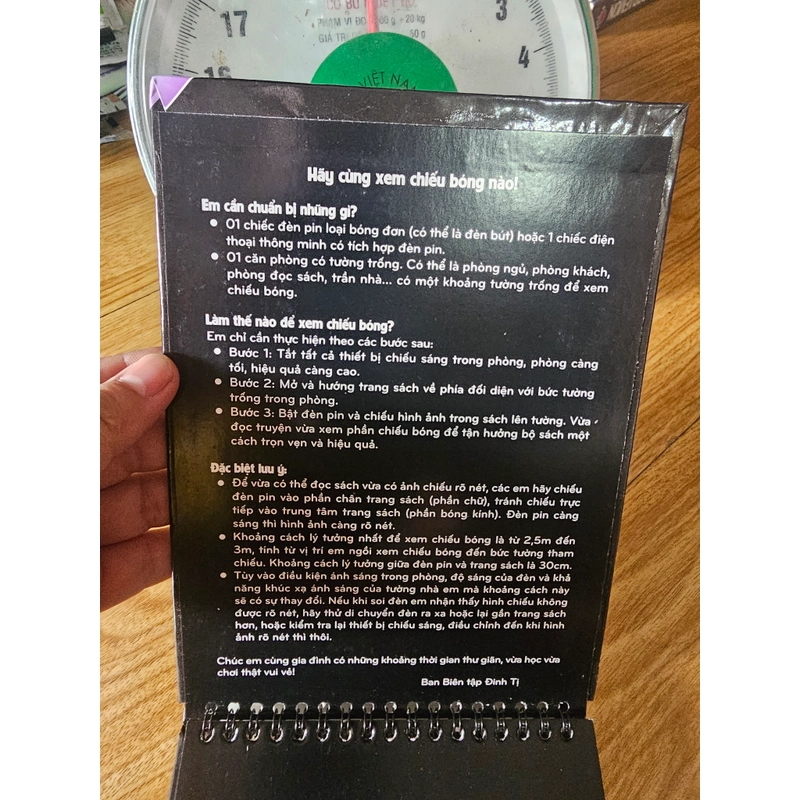 17
3
4
16
VIỆT NA
50g
Hãy cùng xem chiếu bóng nào!
Em cần chuẩn bị những gì?
• 01 chiếc đèn pin loại bóng đơn (có thể là đèn bút) hoặc 1 chiếc điện
thoại thông minh có tích hợp đèn pin.
• 01 căn phòng có tường trống. Có thể là phòng ngủ, phòng khách,
phòng đọc sách, trần nhà... có một khoảng tường trống để xem
chiếu bóng.
Làm thế nào để xem chiếu bóng?
Em chỉ cần thực hiện theo các bước sau:
• Bước 1: Tắt tất cả thiết bị chiếu sáng trong phòng, phòng càng
tối, hiệu quả càng cao.
• Bước 2: Mở và hướng trang sách về phía đối diện với bức tường
trống trong phòng.
• Bước 3: Bật đèn pin và chiếu hình ảnh trong sách lên tường. Vừa
đọc truyện vừa xem phần chiếu bóng để tận hưởng bộ sách một
cách trọn vẹn và hiệu quả.
Đặc biệt lưu ý:
• Để vừa có thể đọc sách vừa có ảnh chiếu rõ nét, các em hãy chiếu
đèn pin vào phần chân trang sách (phần chữ), tránh chiếu trực
tiếp vào trung tâm trang sách (phần bóng kính). Đèn pin càng
sáng thì hình ảnh càng rõ nét.
• Khoảng cách lý tưởng nhất để xem chiếu bóng là từ 2,5m đến
3m, tính từ vị trí em ngồi xem chiếu bóng đến bức tường tham
chiếu. Khoảng cách lý tưởng giữa đèn pin và trang sách là 30cm.
• Tùy vào điều kiện ánh sáng trong phòng, độ sáng của đèn và khả
năng khúc xạ ánh sáng của tường nhà em mà khoảng cách này
sẽ có sự thay đổi. Nếu khi soi đèn em nhận thấy hình chiếu không
được rõ nét, hãy thử di chuyển đèn ra xa hoặc lại gần trang sách
hơn, hoặc kiểm tra lại thiết bị chiếu sáng, điều chỉnh đến khi hình
ảnh rõ nét thì thôi.
Chúc em cùng gia đình có những khoảng thời gian thư giãn, vừa học vừa
chơi thật vui vẻ!
Ban Biên tập Đinh Tị